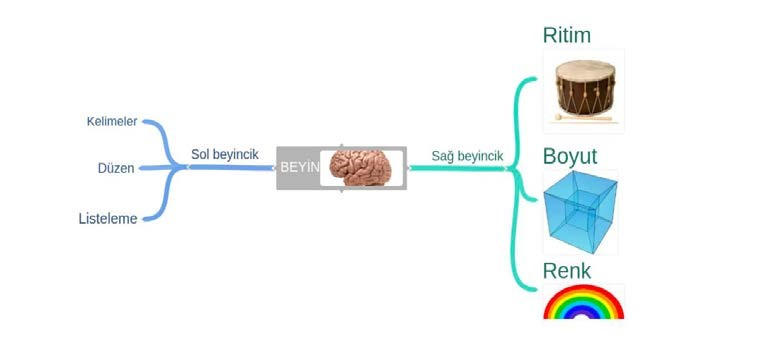 Ritim
Kelimeler
Sol beyincik
BEYİN
Sağ beyincik
Boyut
Düzen
Listeleme
Renk